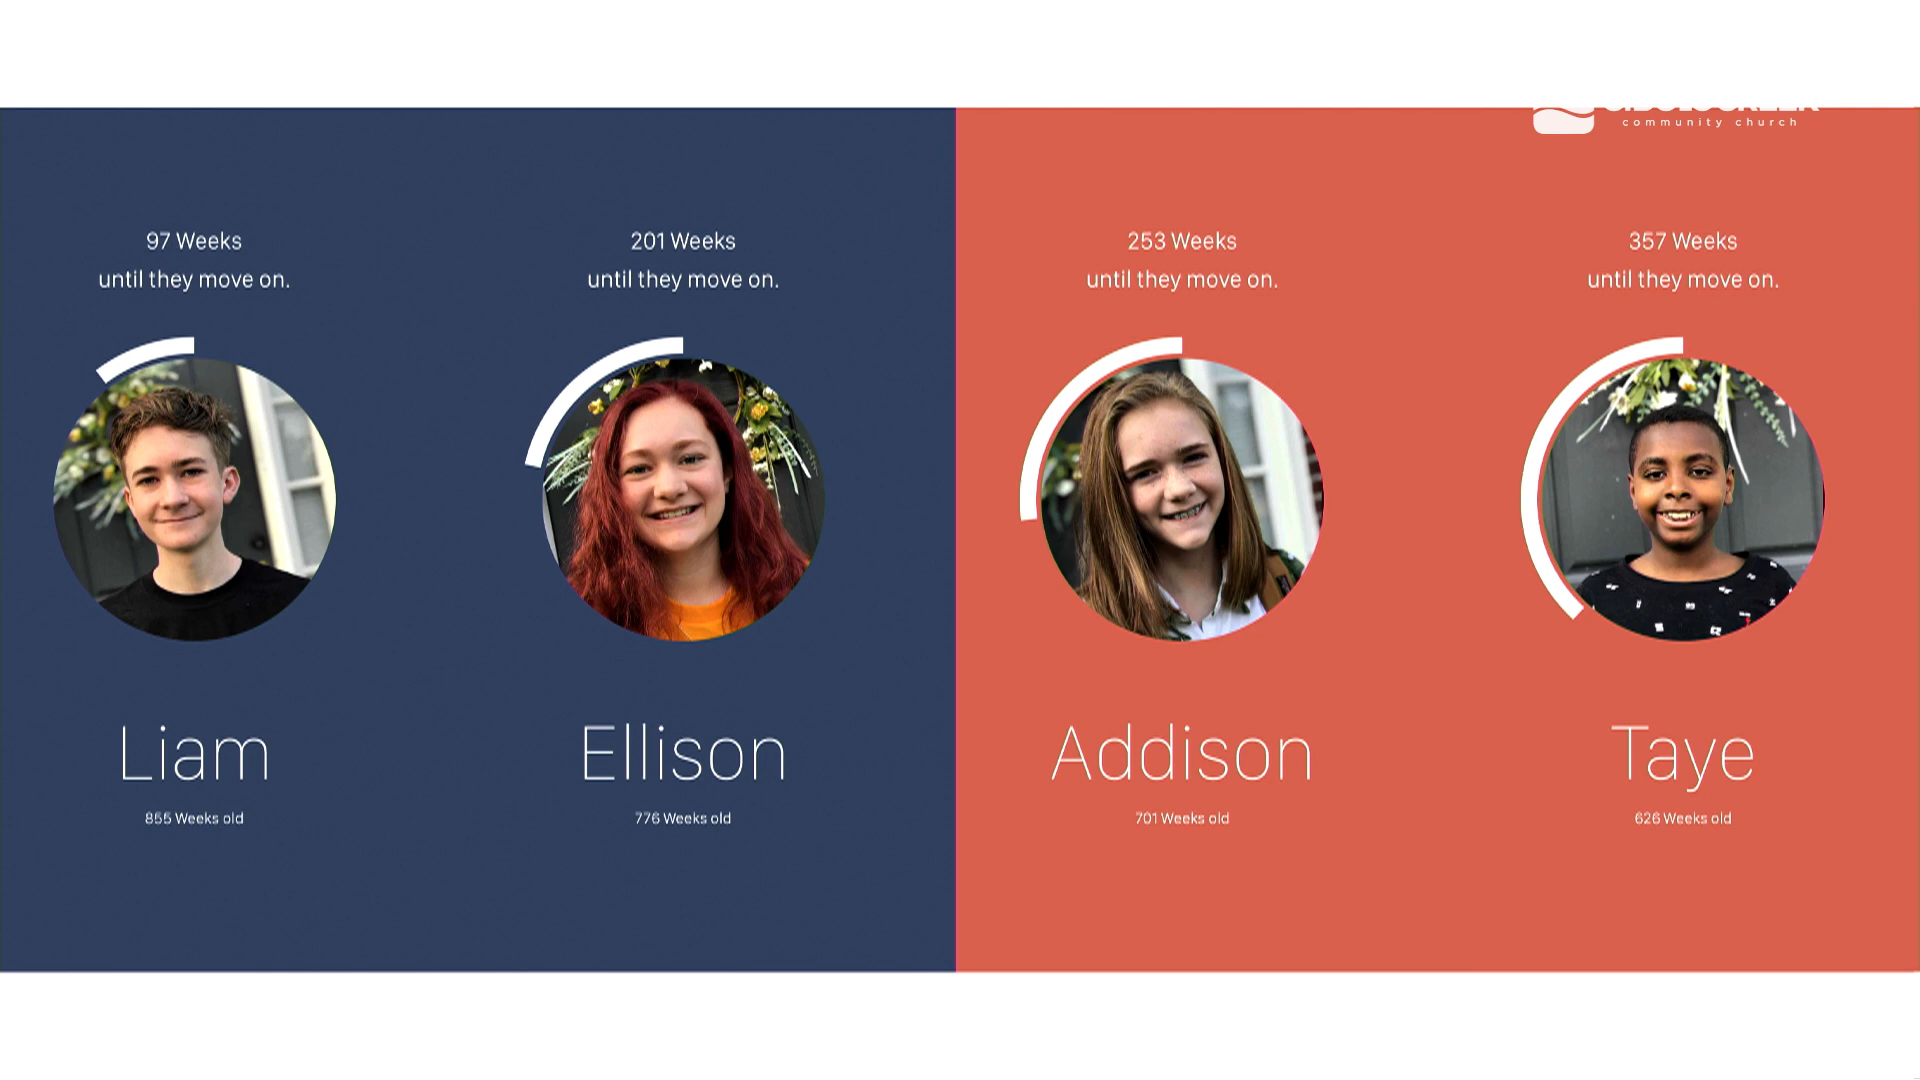 community church
97 Weeks
until they move on.
201 Weeks
until they move on.
253 Weeks
until they move on.
357 Weeks
until they move on.
Liam
Ellison
Addison
Taye
855 Weeks old
776 Weeks old
701 Weeks old
626 Weeks old